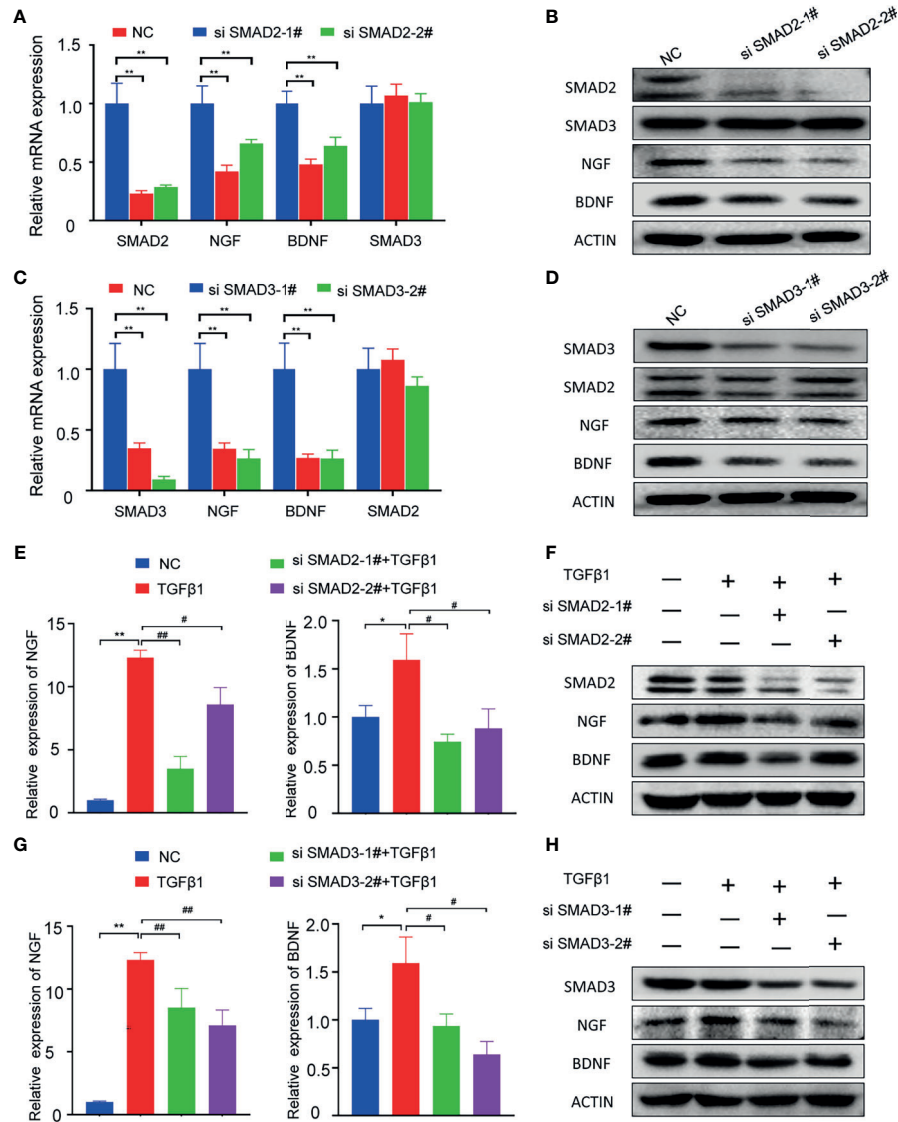 A
NC si SMAD2-1# si SMAD2-2#
Relative mRNA expression
1.5
1.0
0.5
0
** ** ** ** ** **
SMAD2 NGF BDNF SMAD3
B
NC si SMAD2-1# si SMAD2-2#
SMAD2
SMAD3
NGF
BDNF
ACTIN
C
NC si SMAD3-1# si SMAD3-2#
Relative mRNA expression
1.5
1.0
0.5
0
** ** ** ** ** **
SMAD3 NGF BDNF SMAD2
D
NC si SMAD3-1# si SMAD3-2#
SMAD3
SMAD2
NGF
BDNF
ACTIN
E
NC si SMAD2-1#+TGFβ1
TGFβ1 si SMAD2-2#+TGFβ1
Relative expression of NGF
15
10
5
0
** ## #
Relative expression of BDNF
2.0
1.5
1.0
0.5
0
* # #
F
TGFβ1 — + + +
si SMAD2-1# — — + —
si SMAD2-2# — — — +
SMAD2
NGF
BDNF
ACTIN
G
NC si SMAD3-1#+TGFβ1
TGFβ1 si SMAD3-2#+TGFβ1
Relative expression of NGF
15
10
5
0
** ## ##
Relative expression of BDNF
2.0
1.5
1.0
0.5
0
* # #
H
TGFβ1 — + + +
si SMAD3-1# — — + —
si SMAD3-2# — — — +
SMAD3
NGF
BDNF
ACTIN